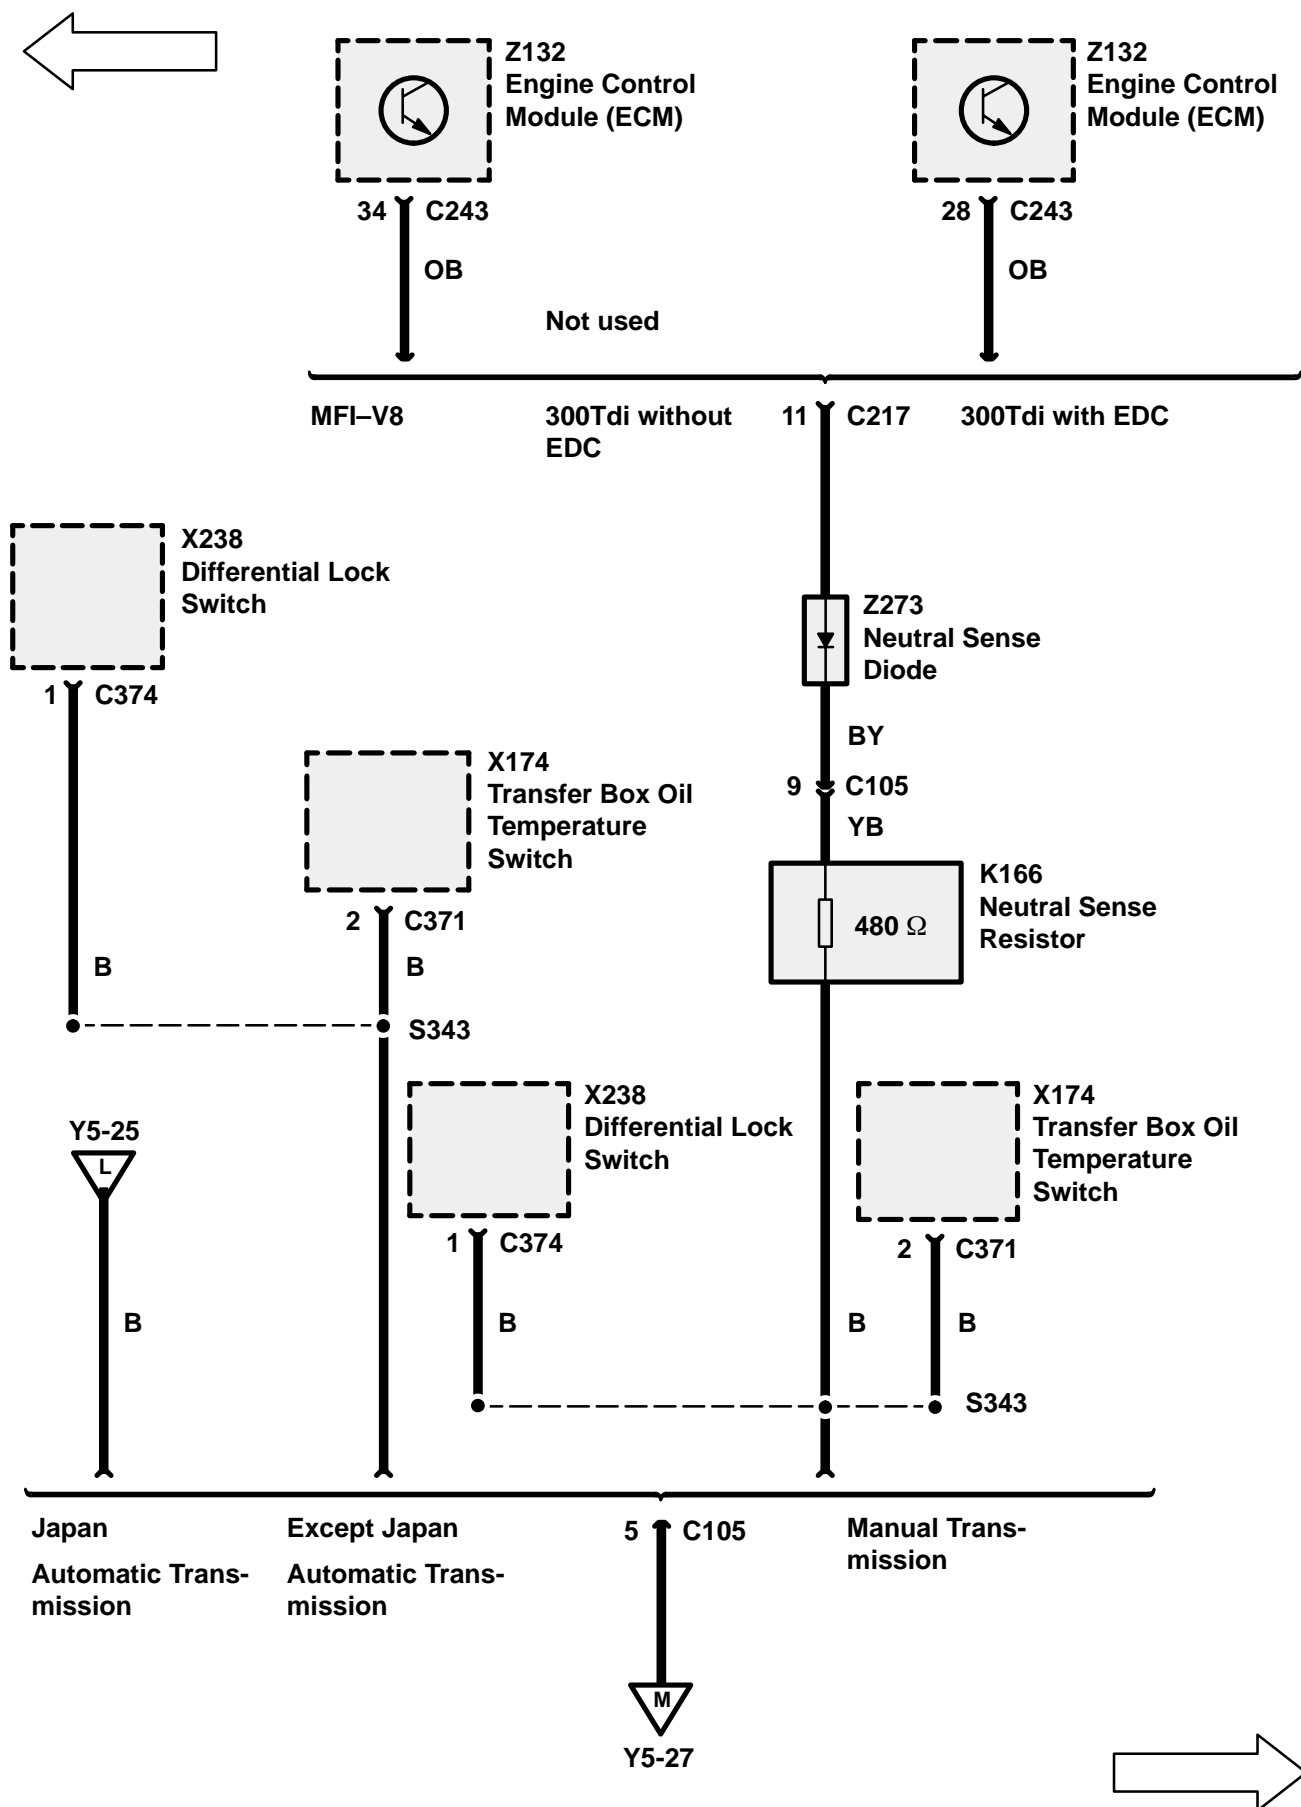 Z132
Engine Control
Module (ECM)
Z132
Engine Control
Module (ECM)
34 C243
28 C243
OB
OB
Not used
MFI–V8
300Tdi without
EDC
11 C217
300Tdi with EDC
X238
Differential Lock
Switch
1 C374
Z273
Neutral Sense
Diode
BY
X174
Transfer Box Oil
Temperature
Switch
9 C105
YB
K166
Neutral Sense
Resistor
480 Ω
2 C371
B
B
S343
X238
Differential Lock
Switch
X174
Transfer Box Oil
Temperature
Switch
Y5-25
L
1 C374
2 C371
B
B
B
B
S343
Japan
Automatic Trans-
mission
Except Japan
Automatic Trans-
mission
5 C105
Manual Trans-
mission
M
Y5-27